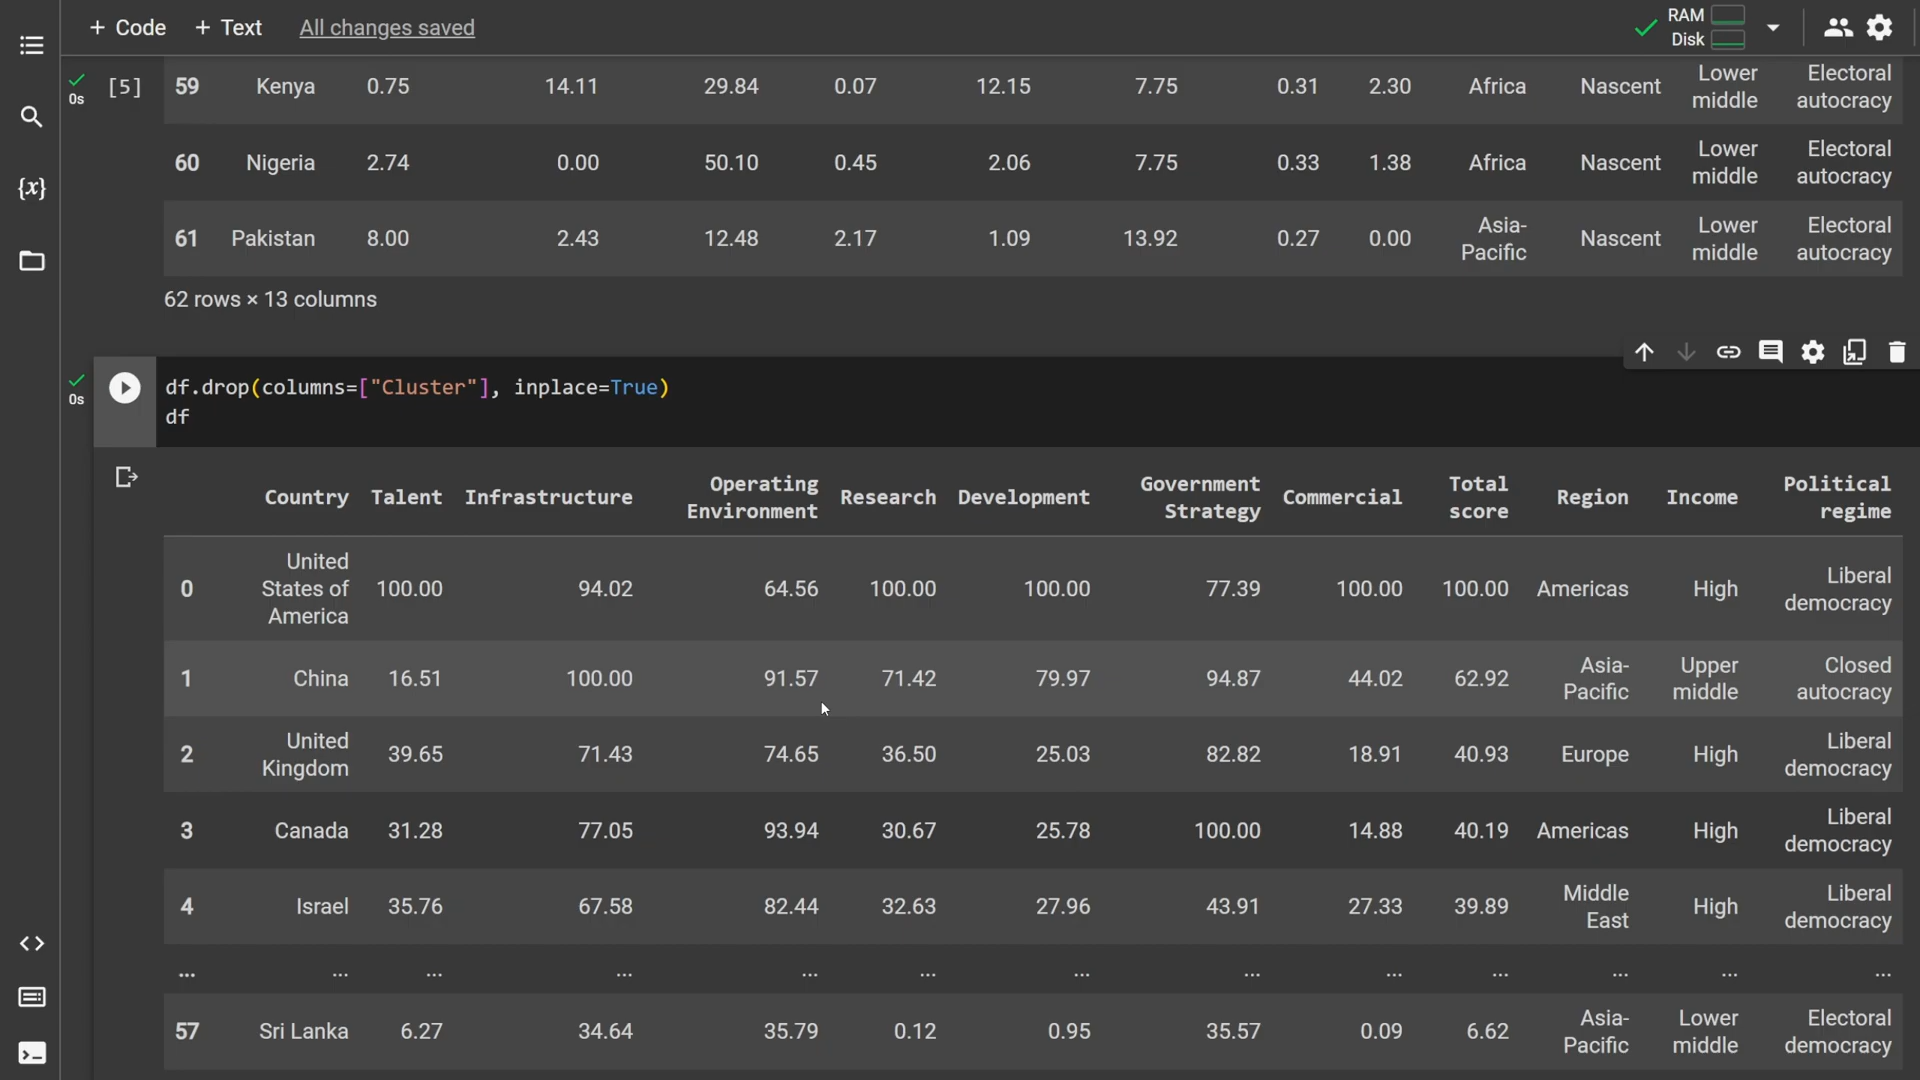 + Code + Text All changes saved
RAM
Disk
0s [5] 59 Kenya 0.75 14.11 29.84 0.07 12.15 7.75 0.31 2.30 Africa Nascent Lower middle Electoral autocracy
60 Nigeria 2.74 0.00 50.10 0.45 2.06 7.75 0.33 1.38 Africa Nascent Lower middle Electoral autocracy
61 Pakistan 8.00 2.43 12.48 2.17 1.09 13.92 0.27 0.00 Asia-Pacific Nascent Lower middle Electoral autocracy
62 rows × 13 columns
0s
df.drop(columns=["Cluster"], inplace=True)
df
Country Talent Infrastructure Operating Environment Research Development Government Strategy Commercial Total score Region Income Political regime
0 United States of America 100.00 94.02 64.56 100.00 100.00 77.39 100.00 100.00 Americas High Liberal democracy
1 China 16.51 100.00 91.57 71.42 79.97 94.87 44.02 62.92 Asia-Pacific Upper middle Closed autocracy
2 United Kingdom 39.65 71.43 74.65 36.50 25.03 82.82 18.91 40.93 Europe High Liberal democracy
3 Canada 31.28 77.05 93.94 30.67 25.78 100.00 14.88 40.19 Americas High Liberal democracy
4 Israel 35.76 67.58 82.44 32.63 27.96 43.91 27.33 39.89 Middle East High Liberal democracy
... ... ... ... ... ... ... ... ... ... ... ... ...
57 Sri Lanka 6.27 34.64 35.79 0.12 0.95 35.57 0.09 6.62 Asia-Pacific Lower middle Electoral democracy